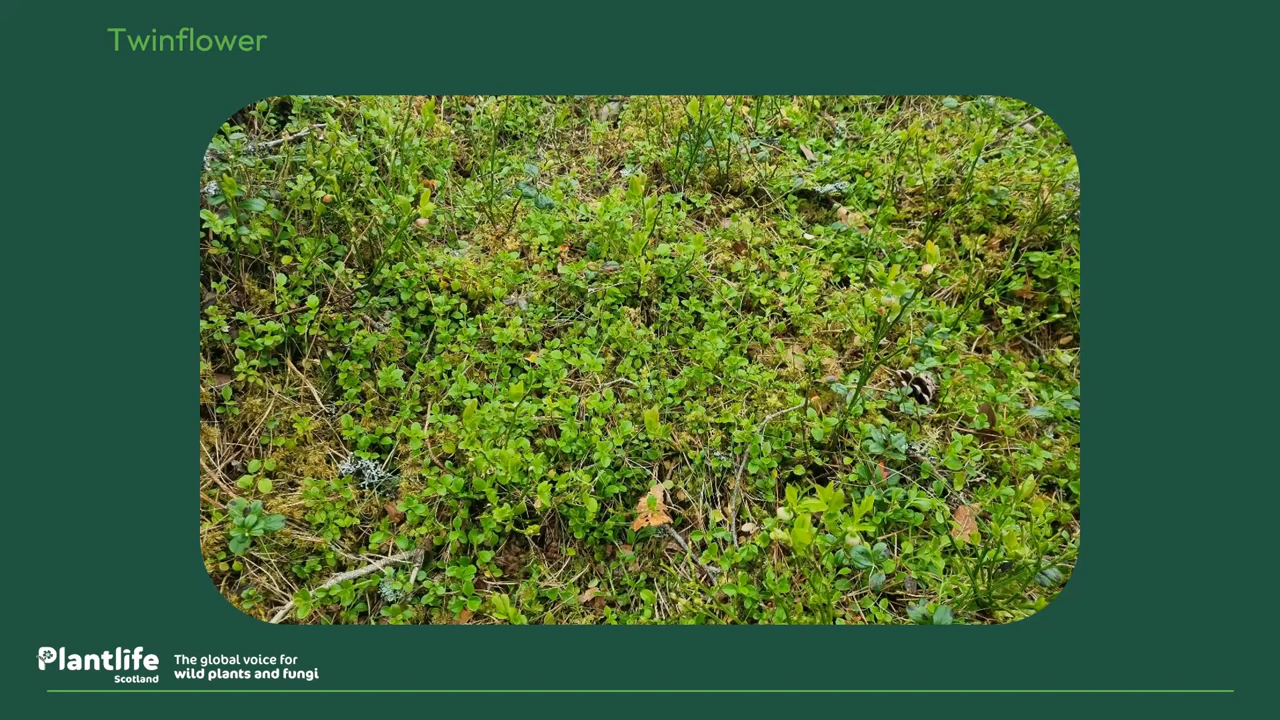 Twinflower
Plantlife
Scotland
The global voice for
wild plants and fungi